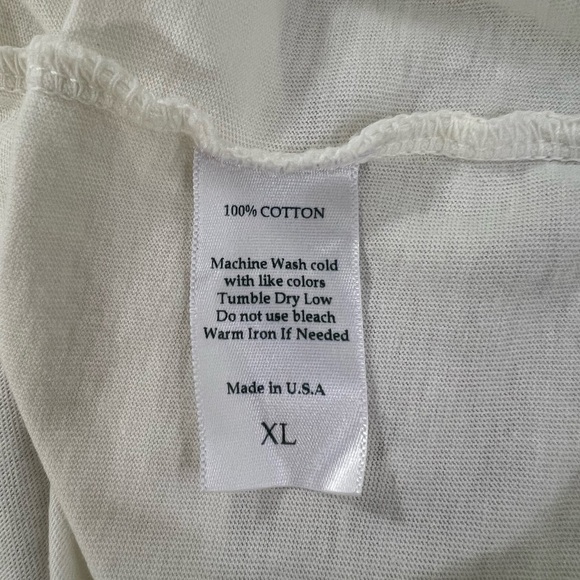 100% COTTON
Machine Wash cold
with like colors
Tumble Dry Low
Do not use bleach
Warm Iron If Needed
Made in U.S.A
XL